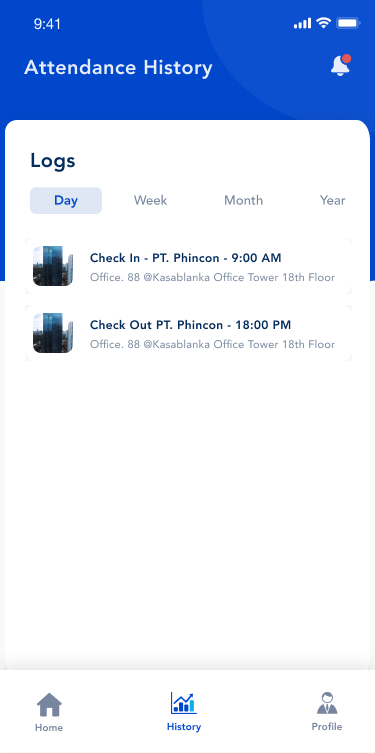 9:41
Attendance History
Logs
Day Week Month Year
Check In - PT. Phincon - 9:00 AM
Office. 88 @Kasablanka Office Tower 18th Floor
Check Out PT. Phincon - 18:00 PM
Office. 88 @Kasablanka Office Tower 18th Floor
Home History Profile